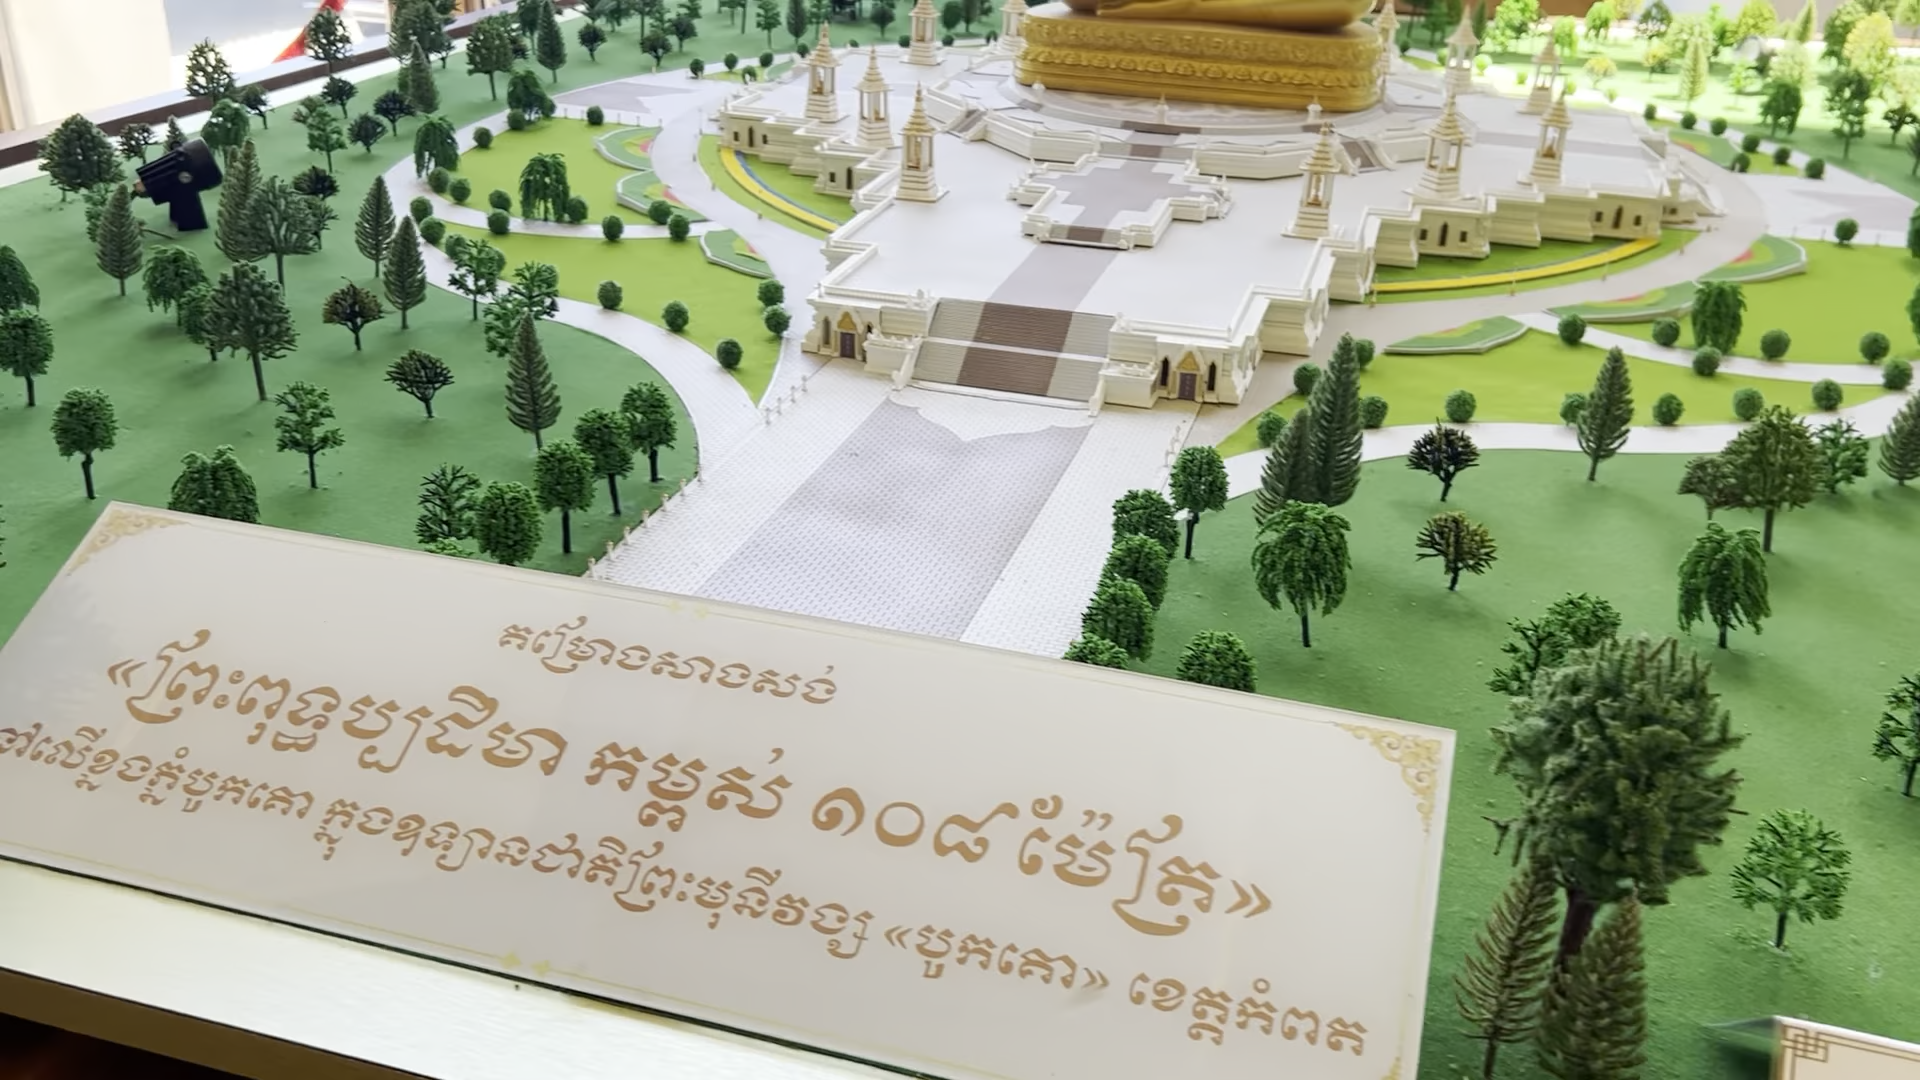 គម្រោងសាងសង់
«ព្រះពុទ្ធប្បដិមា កម្ពស់ ១០៨ ម៉ែត្រ»
នៅលើខ្នងភ្នំបូកគោ ក្នុងឧទ្យានជាតិព្រះមុនីវង្ស «បូកគោ» ខេត្តកំពត